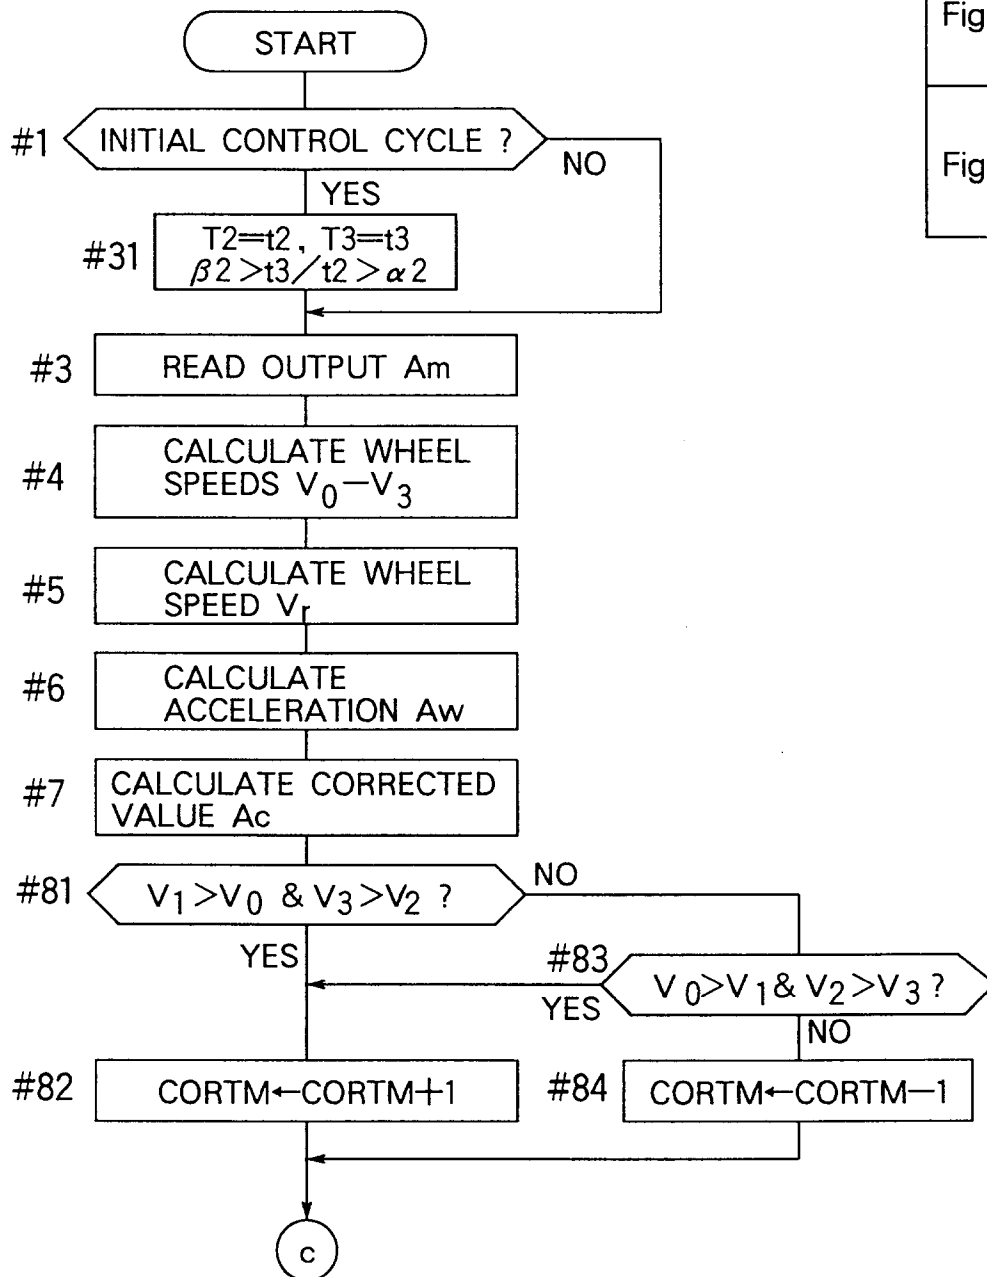 START
#1
INITIAL CONTROL CYCLE ?
NO
YES
#31
T2=t2, T3=t3
β2>t3/t2>α2
#3
READ OUTPUT Am
#4
CALCULATE WHEEL
SPEEDS V0−V3
#5
CALCULATE WHEEL
SPEED Vr
#6
CALCULATE
ACCELERATION Aw
#7
CALCULATE CORRECTED
VALUE Ac
#81
V1>V0 & V3>V2 ?
NO
YES
#83
V0>V1 & V2>V3 ?
YES
NO
#82
CORTM←CORTM+1
#84
CORTM←CORTM−1
c
Fig
Fig